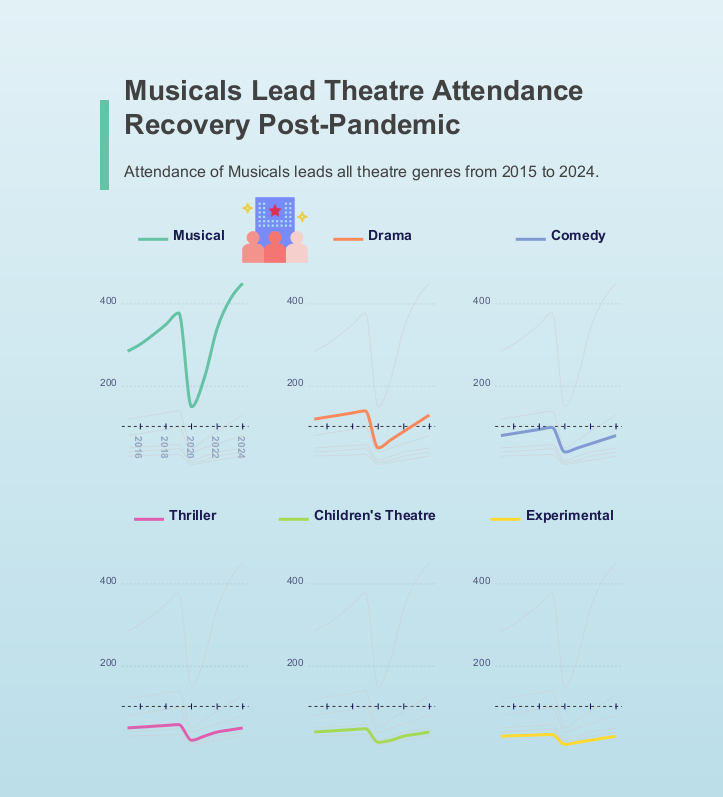 Musicals Lead Theatre Attendance
Recovery Post-Pandemic
Attendance of Musicals leads all theatre genres from 2015 to 2024.
Musical
Drama
Comedy
400
400
400
200
200
200
2016
2018
2020
2022
2024
Thriller
Children's Theatre
Experimental
400
400
400
200
200
200